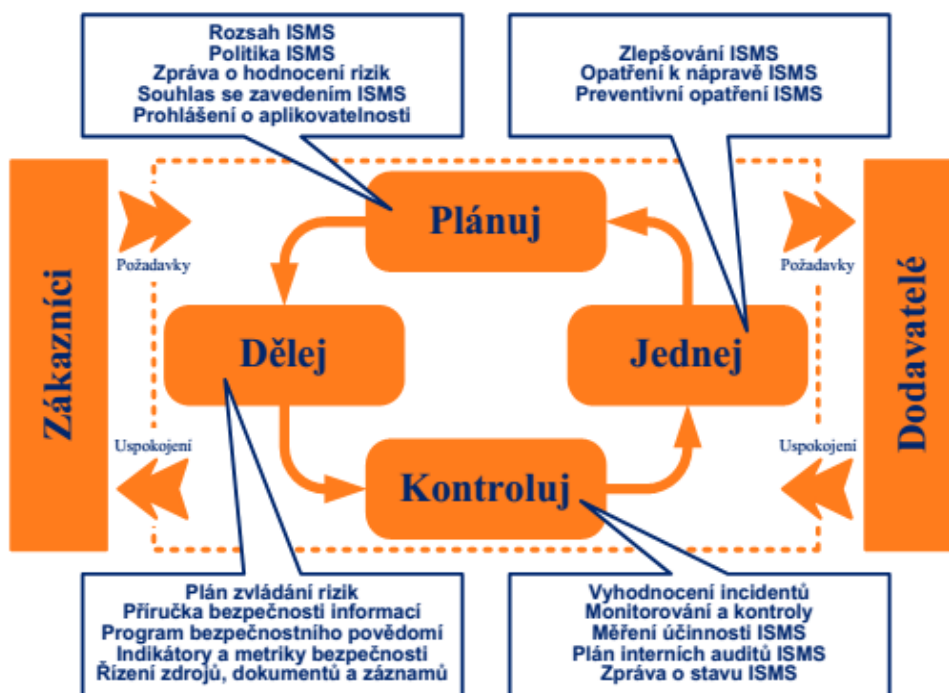 Rozsah ISMS
Politika ISMS
Zpráva o hodnocení rizik
Souhlas se zavedením ISMS
Prohlášení o aplikovatelnosti
Zlepšování ISMS
Opatření k nápravě ISMS
Preventivní opatření ISMS
Zákazníci
Požadavky
Uspokojení
Plánuj
Dělej
Jednej
Kontroluj
Požadavky
Uspokojení
Dodavatelé
Plán zvládání rizik
Příručka bezpečnosti informací
Program bezpečnostního povědomí
Indikátory a metriky bezpečnosti
Řízení zdrojů, dokumentů a záznamů
Vyhodnocení incidentů
Monitorování a kontroly
Měření účinnosti ISMS
Plán interních auditů ISMS
Zpráva o stavu ISMS